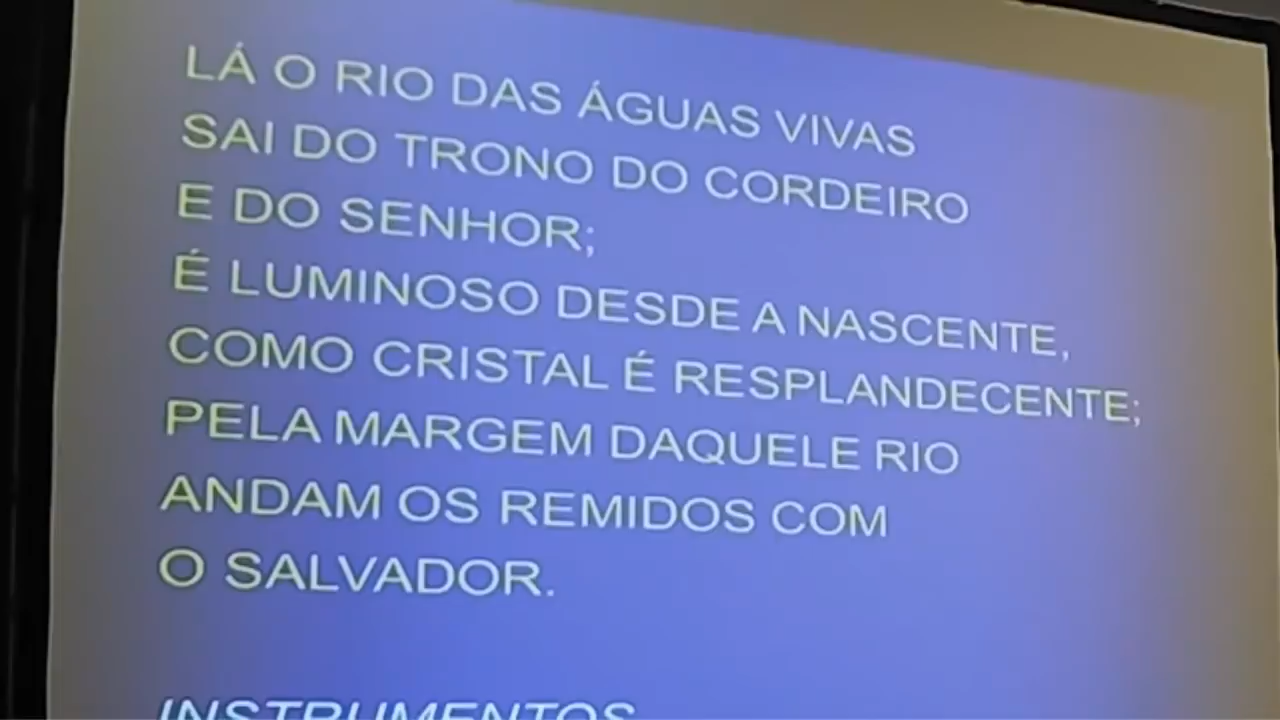 LÁ O RIO DAS ÁGUAS VIVAS
SAI DO TRONO DO CORDEIRO
E DO SENHOR;
É LUMINOSO DESDE A NASCENTE,
COMO CRISTAL É RESPLANDECENTE;
PELA MARGEM DAQUELE RIO
ANDAM OS REMIDOS COM
O SALVADOR.
INSTRUMENTOS